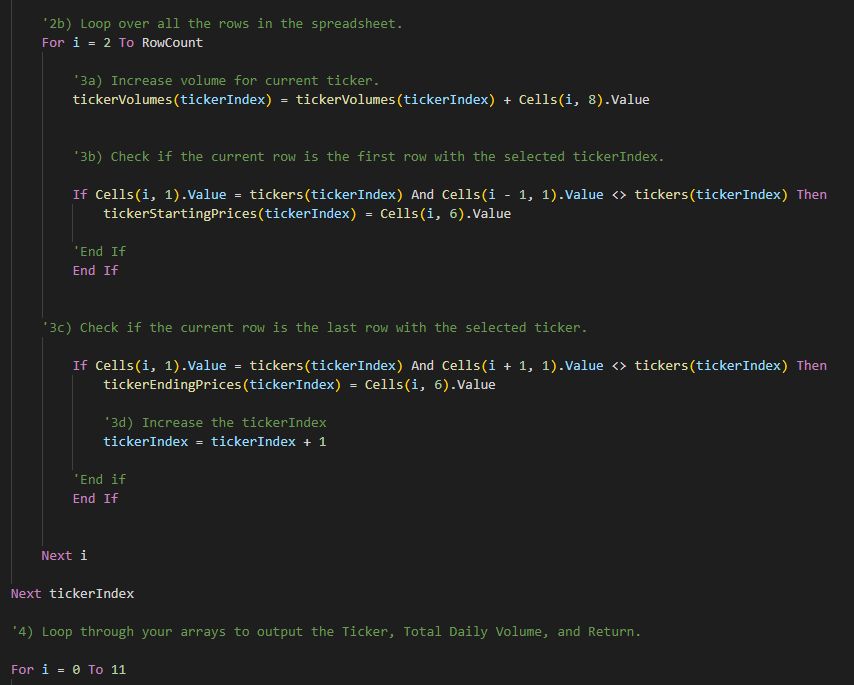 '2b) Loop over all the rows in the spreadsheet.
For i = 2 To RowCount
'3a) Increase volume for current ticker.
tickerVolumes(tickerIndex) = tickerVolumes(tickerIndex) + Cells(i, 8).Value
'3b) Check if the current row is the first row with the selected tickerIndex.
If Cells(i, 1).Value = tickers(tickerIndex) And Cells(i - 1, 1).Value <> tickers(tickerIndex) Then
tickerStartingPrices(tickerIndex) = Cells(i, 6).Value
'End If
End If
'3c) Check if the current row is the last row with the selected ticker.
If Cells(i, 1).Value = tickers(tickerIndex) And Cells(i + 1, 1).Value <> tickers(tickerIndex) Then
tickerEndingPrices(tickerIndex) = Cells(i, 6).Value
'3d) Increase the tickerIndex
tickerIndex = tickerIndex + 1
'End if
End If
Next i
Next tickerIndex
'4) Loop through your arrays to output the Ticker, Total Daily Volume, and Return.
For i = 0 To 11